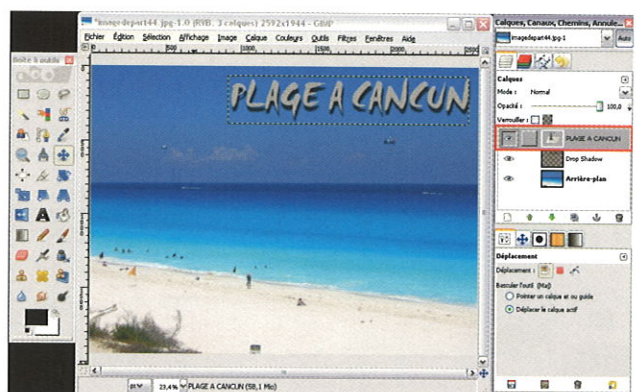 *imagedepart44.jpg-1.0 (RVB, 3 calques) 2592x1944 - GIMP
Fichier Édition Sélection Affichage Image Calque Couleurs Outils Filtres Fenêtres Aide
Boîte à outils
PLAGE A CANCUN
23,4% PLAGE A CANCUN (58,1 Mio)
Calques, Canaux, Chemins, Annule...
imagedepart44.jpg-1
Auto
Calques
Mode : Normal
Opacité : 100,0
Verrouiller :
PLAGE A CANCUN
Drop Shadow
Arrière-plan
Déplacement
Déplacement :
Basculer l'outil (Maj)
Pointer un calque et ou guide
Déplacer le calque actif